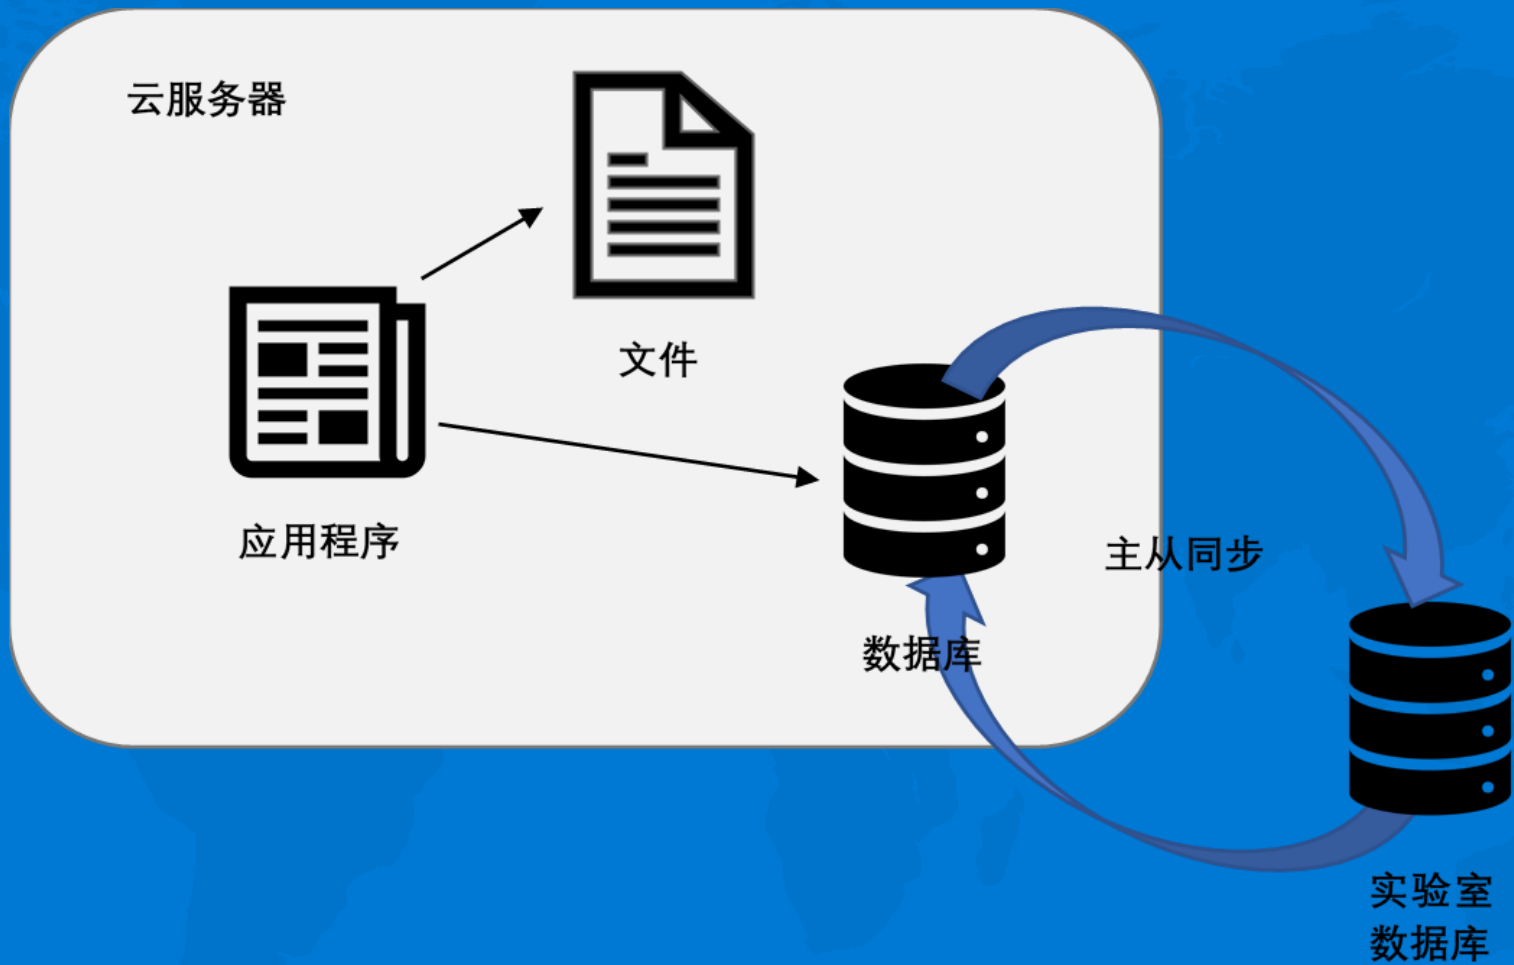 云服务器
文件
应用程序
主从同步
数据库
实验室
数据库